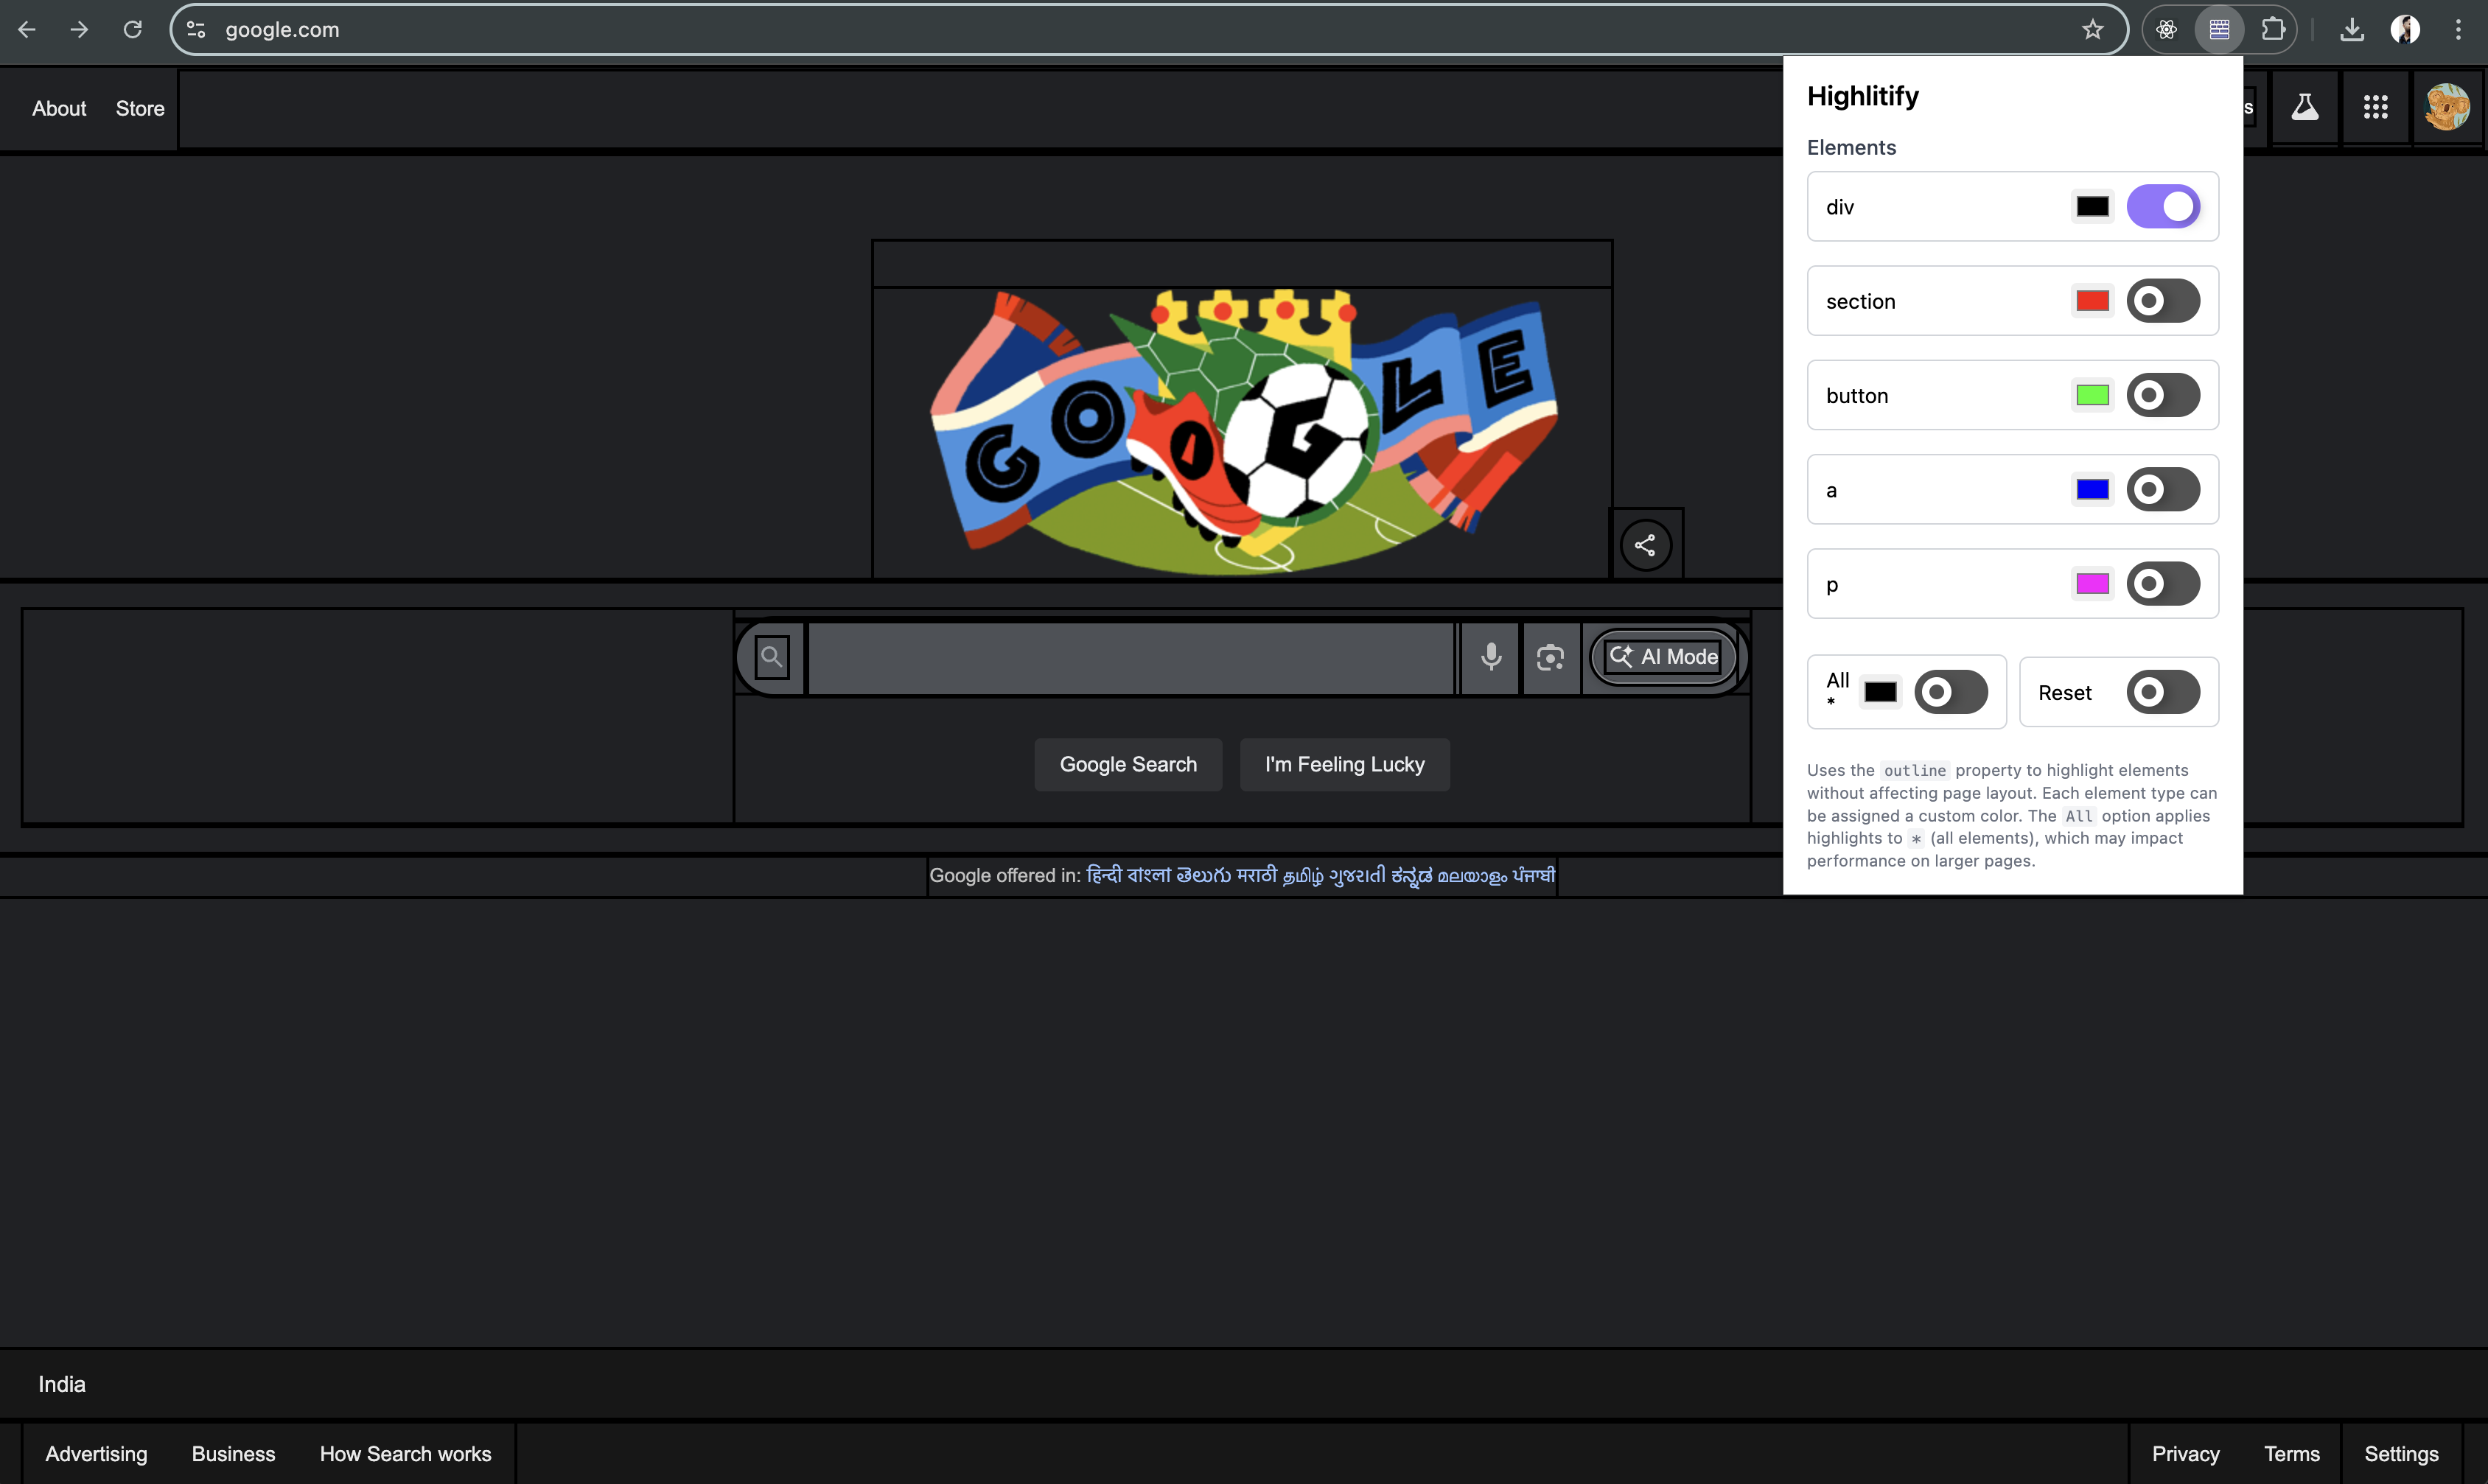 google.com
About Store
s
Highlitify
Elements
div
section
button
a
p
All
*
Reset
Uses the outline property to highlight elements
without affecting page layout. Each element type can
be assigned a custom color. The All option applies
highlights to * (all elements), which may impact
performance on larger pages.
GOOGLE
AI Mode
Google Search I'm Feeling Lucky
Google offered in: हिन्दी বাংলা తెలుగు मराठी தமிழ் ગુજરાતી ಕನ್ನಡ മലയാളം ਪੰਜਾਬੀ
India
Advertising Business How Search works Privacy Terms Settings